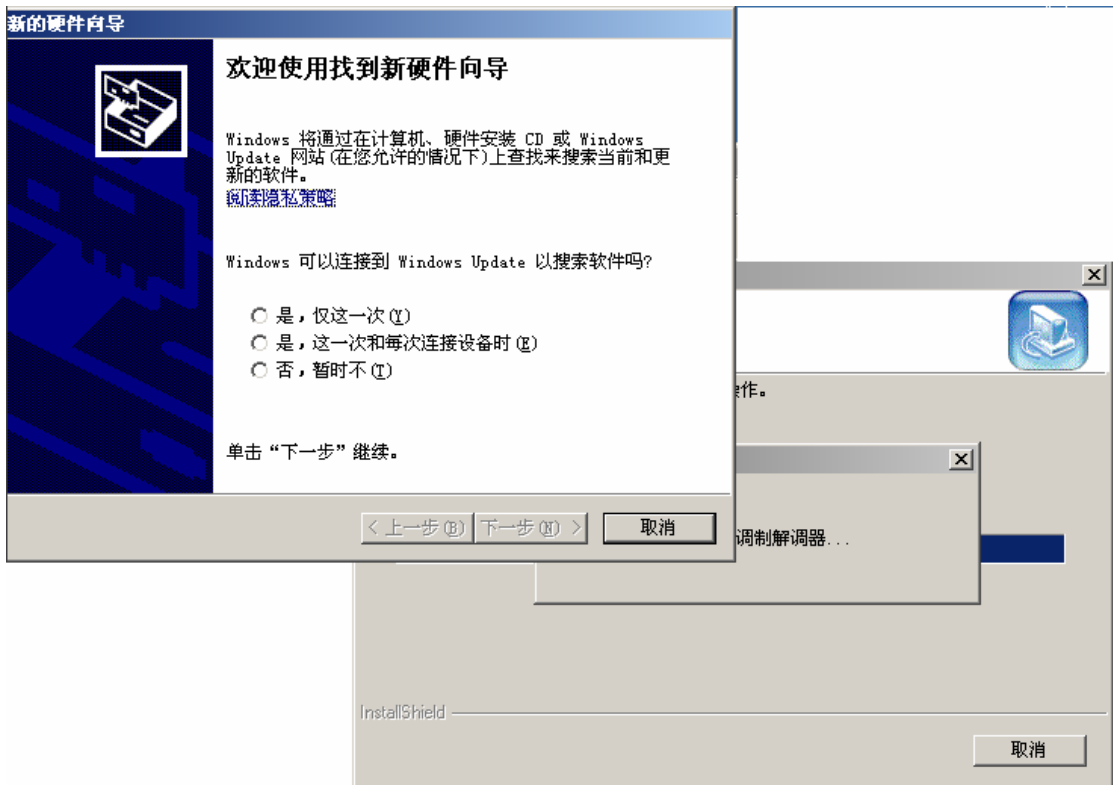 新的硬件向导
欢迎使用找到新硬件向导
Windows 将通过在计算机、硬件安装 CD 或 Windows
Update 网站(在您允许的情况下)上查找来搜索当前和更
新的软件。
阅读隐私策略
Windows 可以连接到 Windows Update 以搜索软件吗?
是，仅这一次(Y)
是，这一次和每次连接设备时(E)
否，暂时不(T)
单击“下一步”继续。
< 上一步(B)
下一步(N) >
取消
作。
调制解调器...
InstallShield
取消